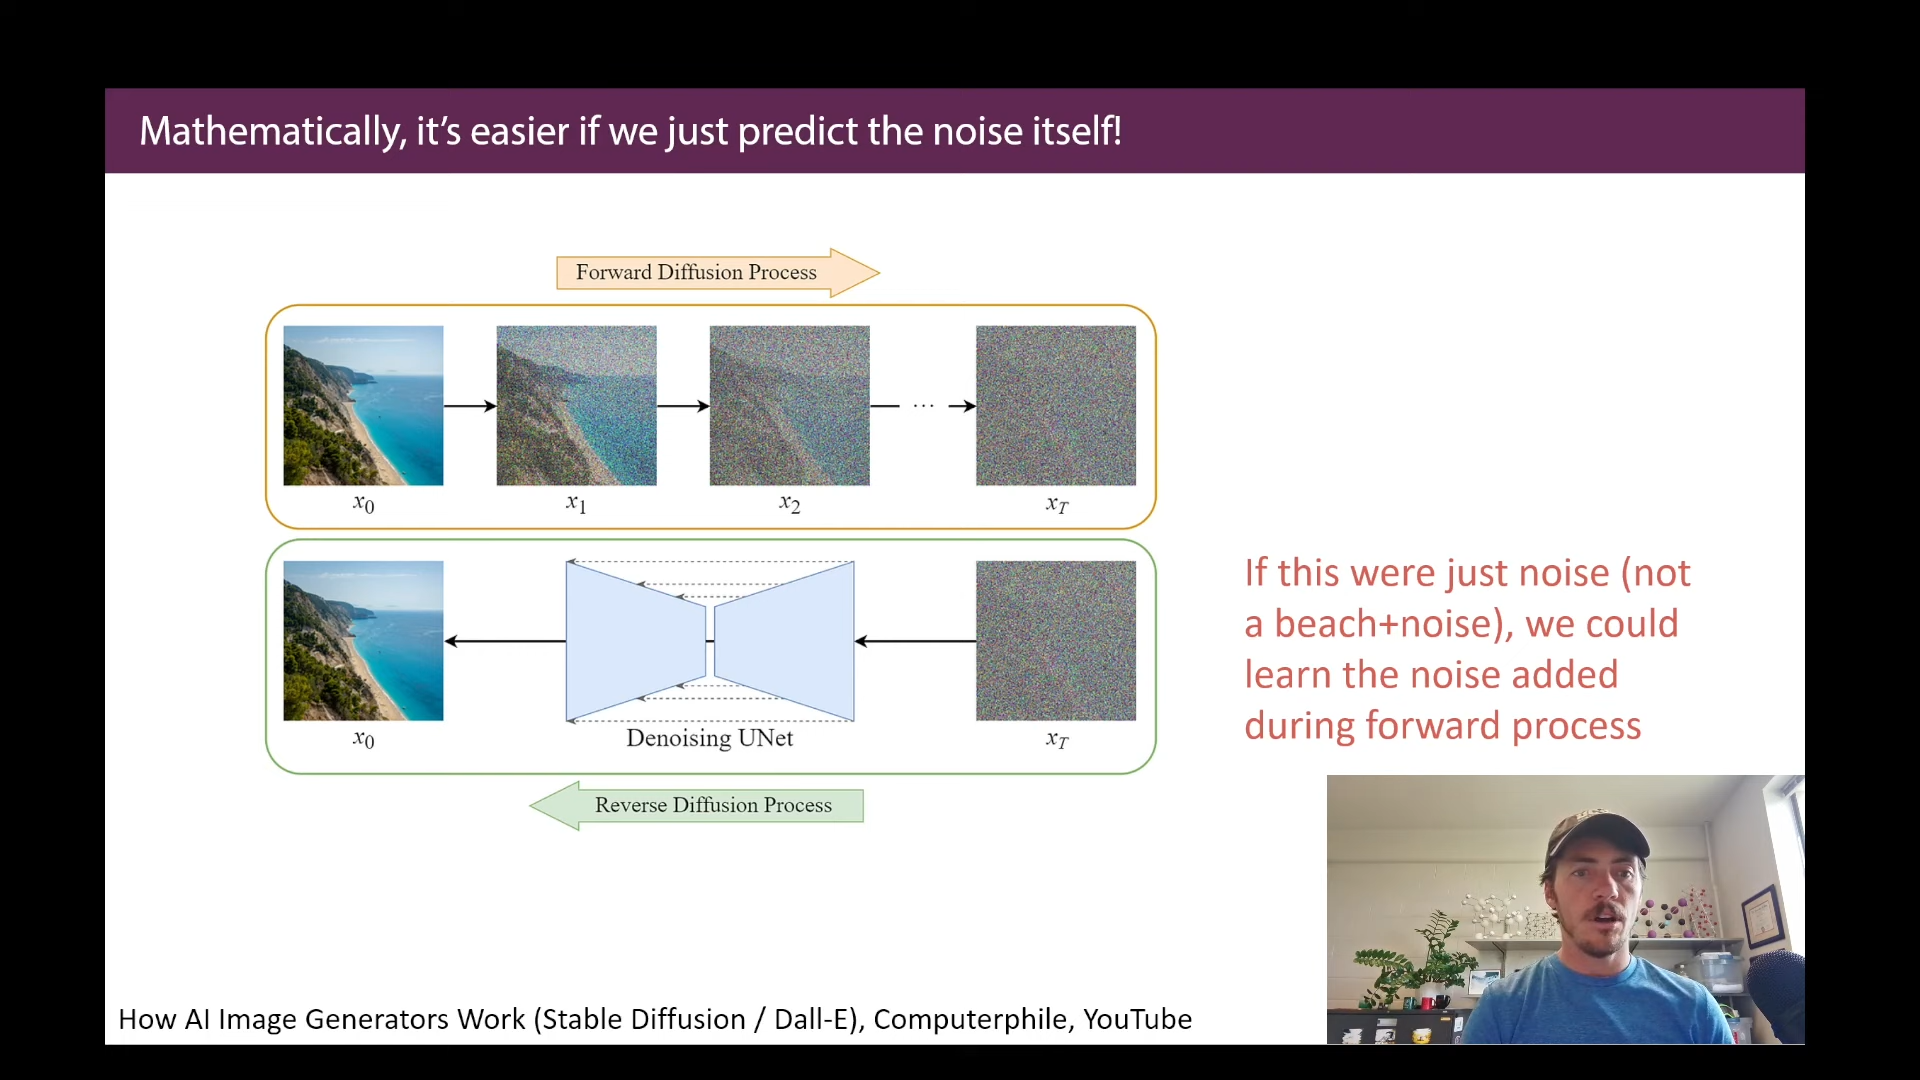 Mathematically, it's easier if we just predict the noise itself!
Forward Diffusion Process
x0
x1
x2
...
xT
x0
Denoising UNet
xT
Reverse Diffusion Process
If this were just noise (not
a beach+noise), we could
learn the noise added
during forward process
How AI Image Generators Work (Stable Diffusion / Dall-E), Computerphile, YouTube